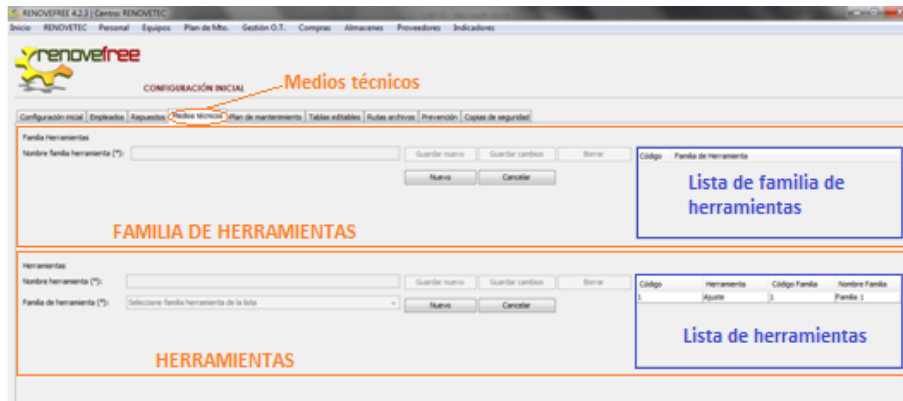 RENOVEFREE 4.2.3 | Centro: RENOVETEC
Inicio RENOVETEC Personal Equipos Plan de Mto. Gestión O.T. Compras Almacenes Proveedores Indicadores
renovefree
CONFIGURACIÓN INICIAL
Medios técnicos
Configuración inicial Empleados Repuestos Medios técnicos Plan de mantenimiento Tablas editables Rutas archivos Prevención Copias de seguridad
Familia Herramientas
Nombre familia herramienta (*): Guardar nuevo Guardar cambios Borrar
Código Familia de Herramienta
Nuevo Cancelar
Lista de familia de
herramientas
FAMILIA DE HERRAMIENTAS
Herramientas
Nombre herramienta (*): Guardar nuevo Guardar cambios Borrar
Código Herramienta Código Familia Nombre Familia
1 Ajuste 1 Familia 1
Familia de herramienta (*): Seleccione familia herramienta de la lista Nuevo Cancelar
Lista de herramientas
HERRAMIENTAS